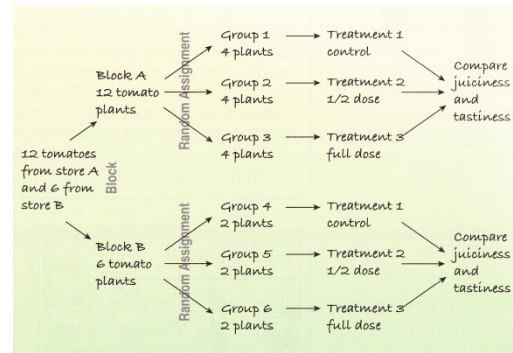 12 tomatoes
from store A
and 6 from
store B
Block
Block A
12 tomato
plants
Random Assignment
Group 1
4 plants
Treatment 1
control
Group 2
4 plants
Treatment 2
1/2 dose
Group 3
4 plants
Treatment 3
full dose
Compare
juiciness
and
tastiness
Block B
6 tomato
plants
Random Assignment
Group 4
2 plants
Treatment 1
control
Group 5
2 plants
Treatment 2
1/2 dose
Group 6
2 plants
Treatment 3
full dose
Compare
juiciness
and
tastiness